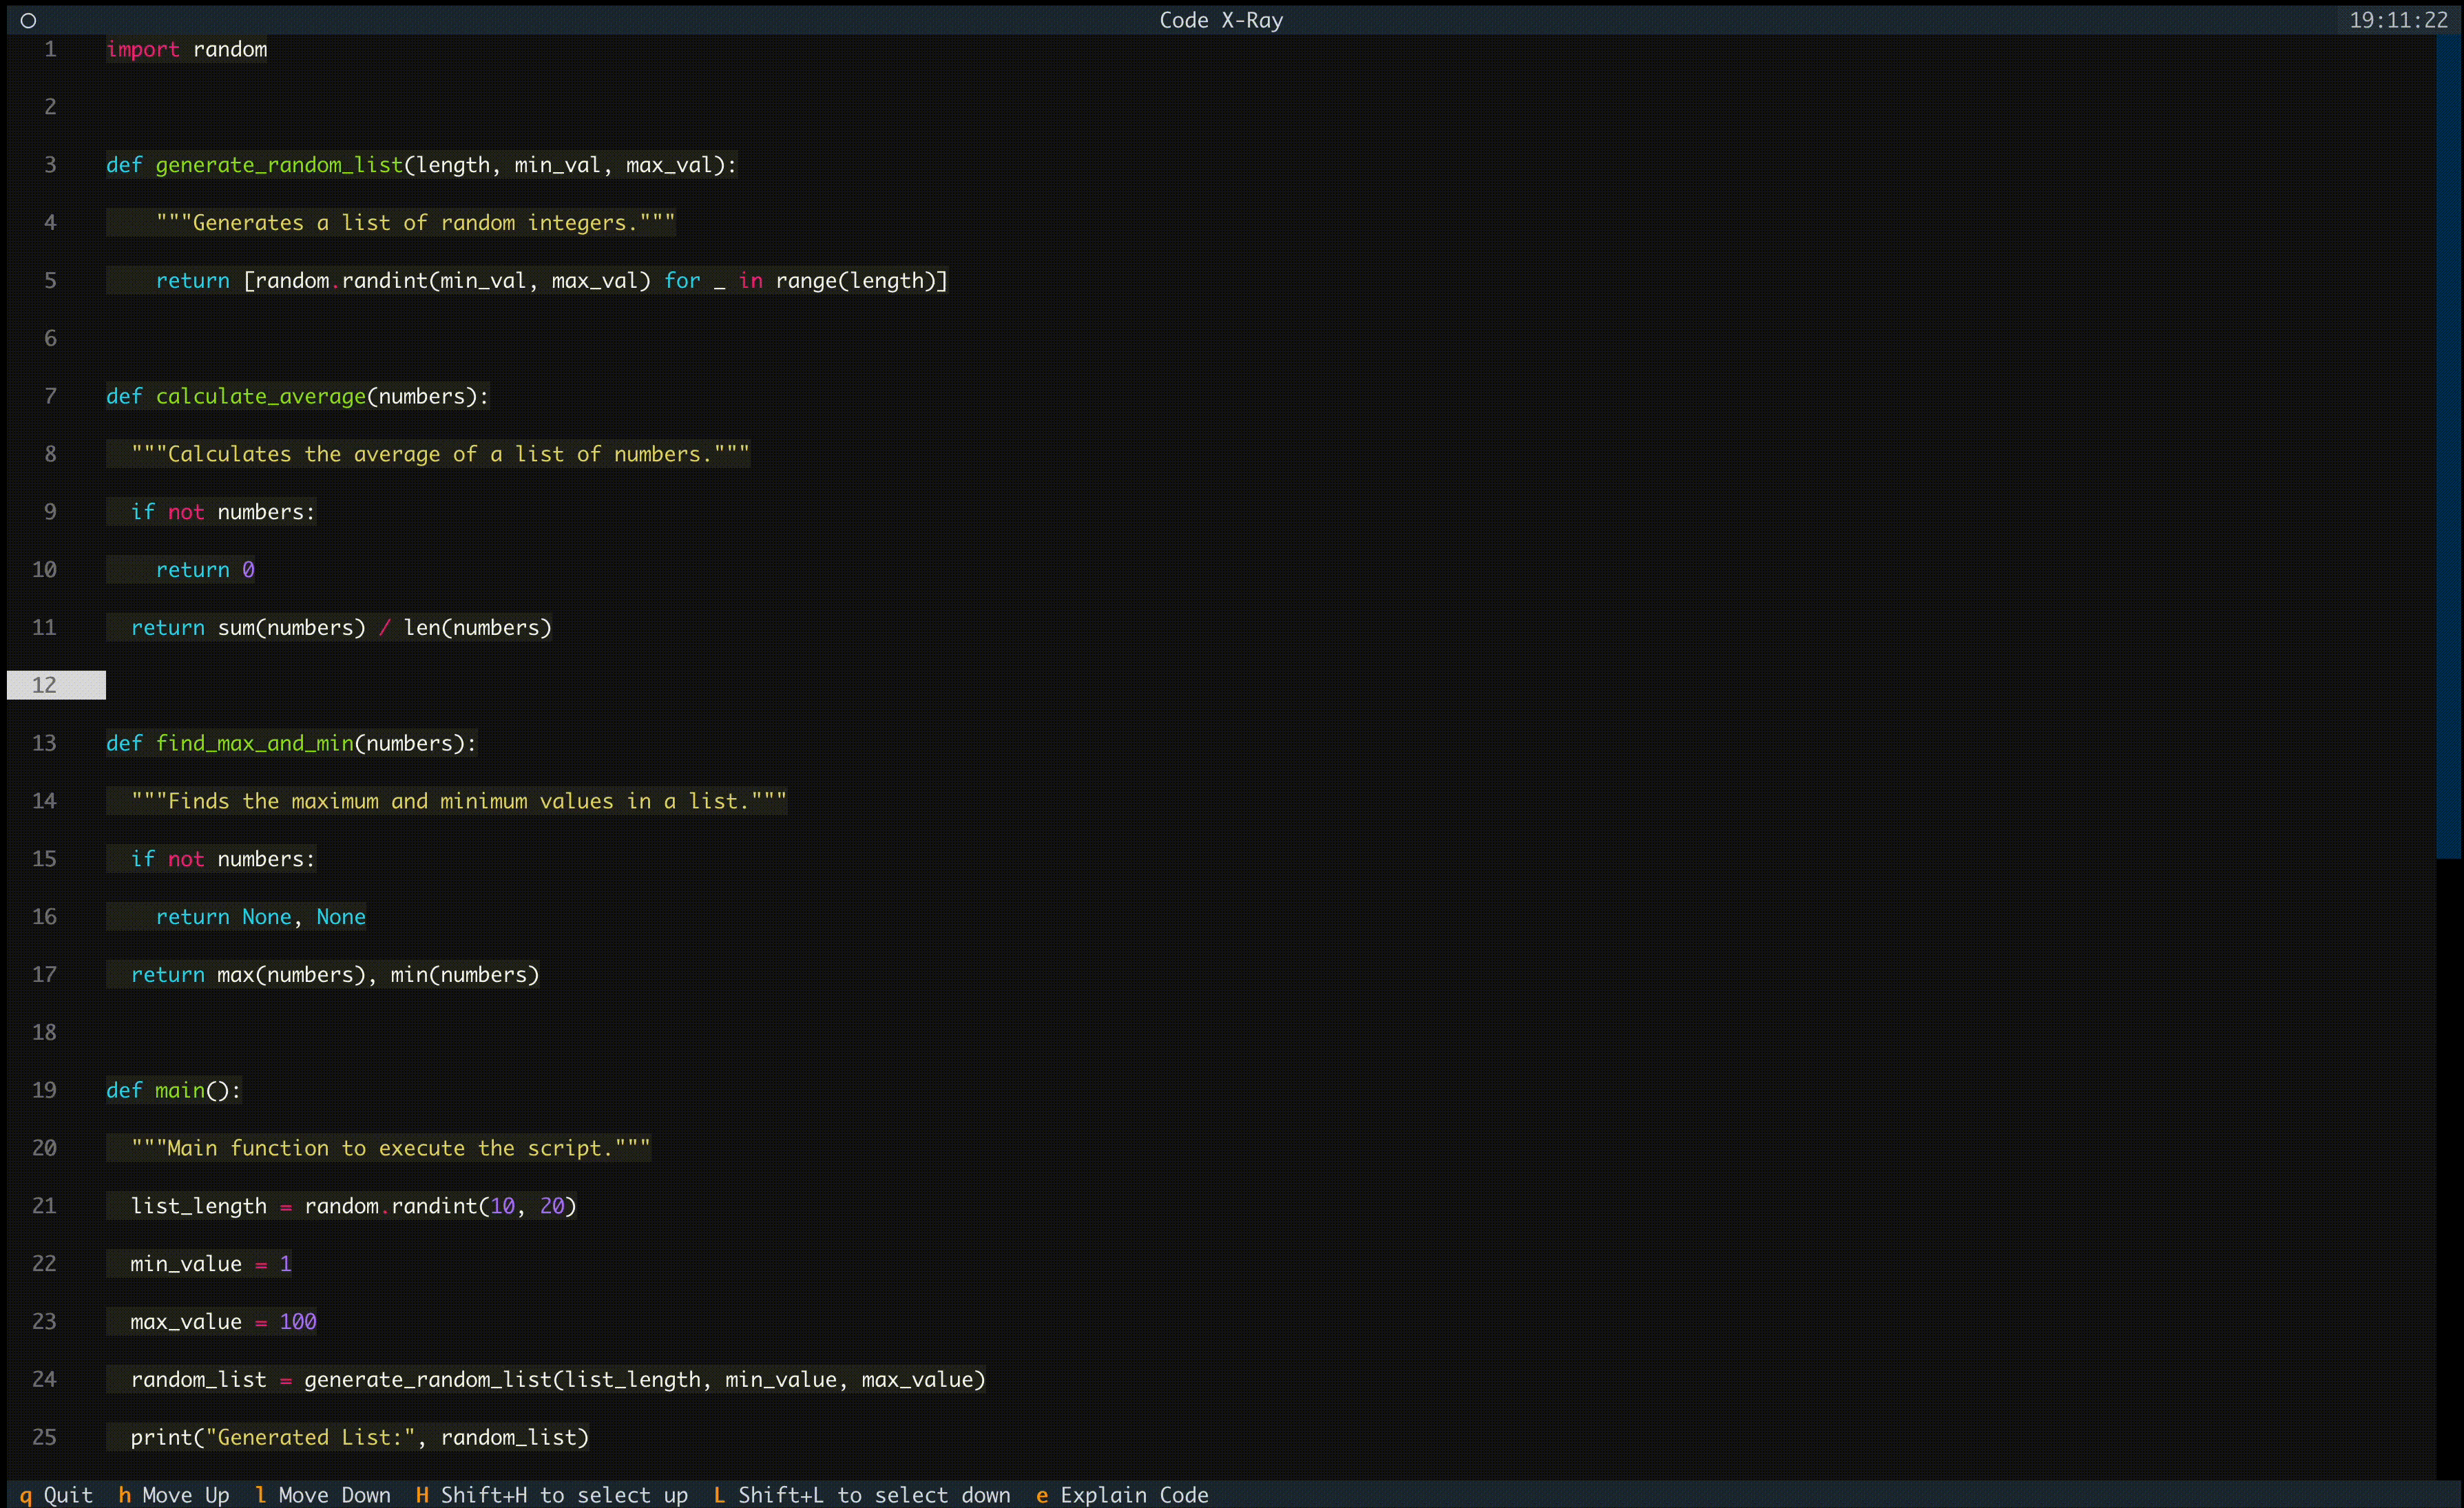 Code X-Ray 19:11:22
1 import random
2
3 def generate_random_list(length, min_val, max_val):
4     """Generates a list of random integers."""
5     return [random.randint(min_val, max_val) for _ in range(length)]
6
7 def calculate_average(numbers):
8   """Calculates the average of a list of numbers."""
9   if not numbers:
10     return 0
11   return sum(numbers) / len(numbers)
12
13 def find_max_and_min(numbers):
14   """Finds the maximum and minimum values in a list."""
15   if not numbers:
16     return None, None
17   return max(numbers), min(numbers)
18
19 def main():
20   """Main function to execute the script."""
21   list_length = random.randint(10, 20)
22   min_value = 1
23   max_value = 100
24   random_list = generate_random_list(list_length, min_value, max_value)
25   print("Generated List:", random_list)
q Quit h Move Up l Move Down H Shift+H to select up L Shift+L to select down e Explain Code